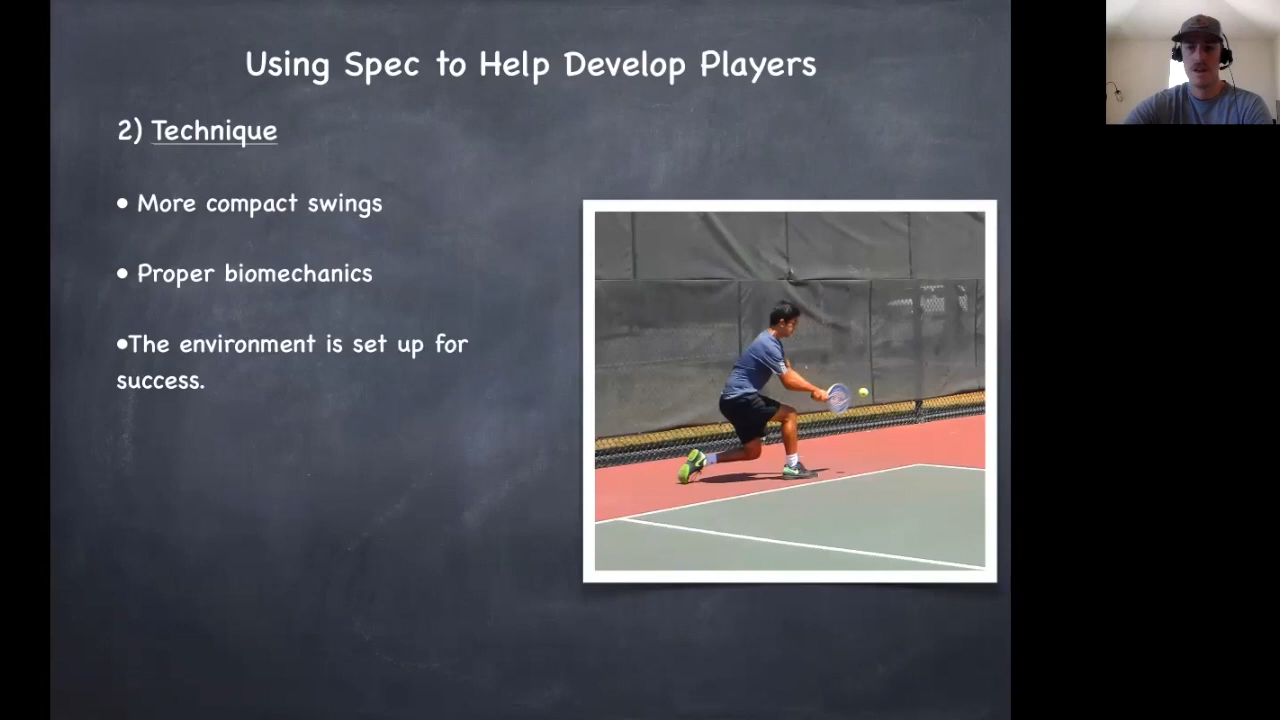 Using Spec to Help Develop Players
2) Technique
• More compact swings
• Proper biomechanics
•The environment is set up for
success.